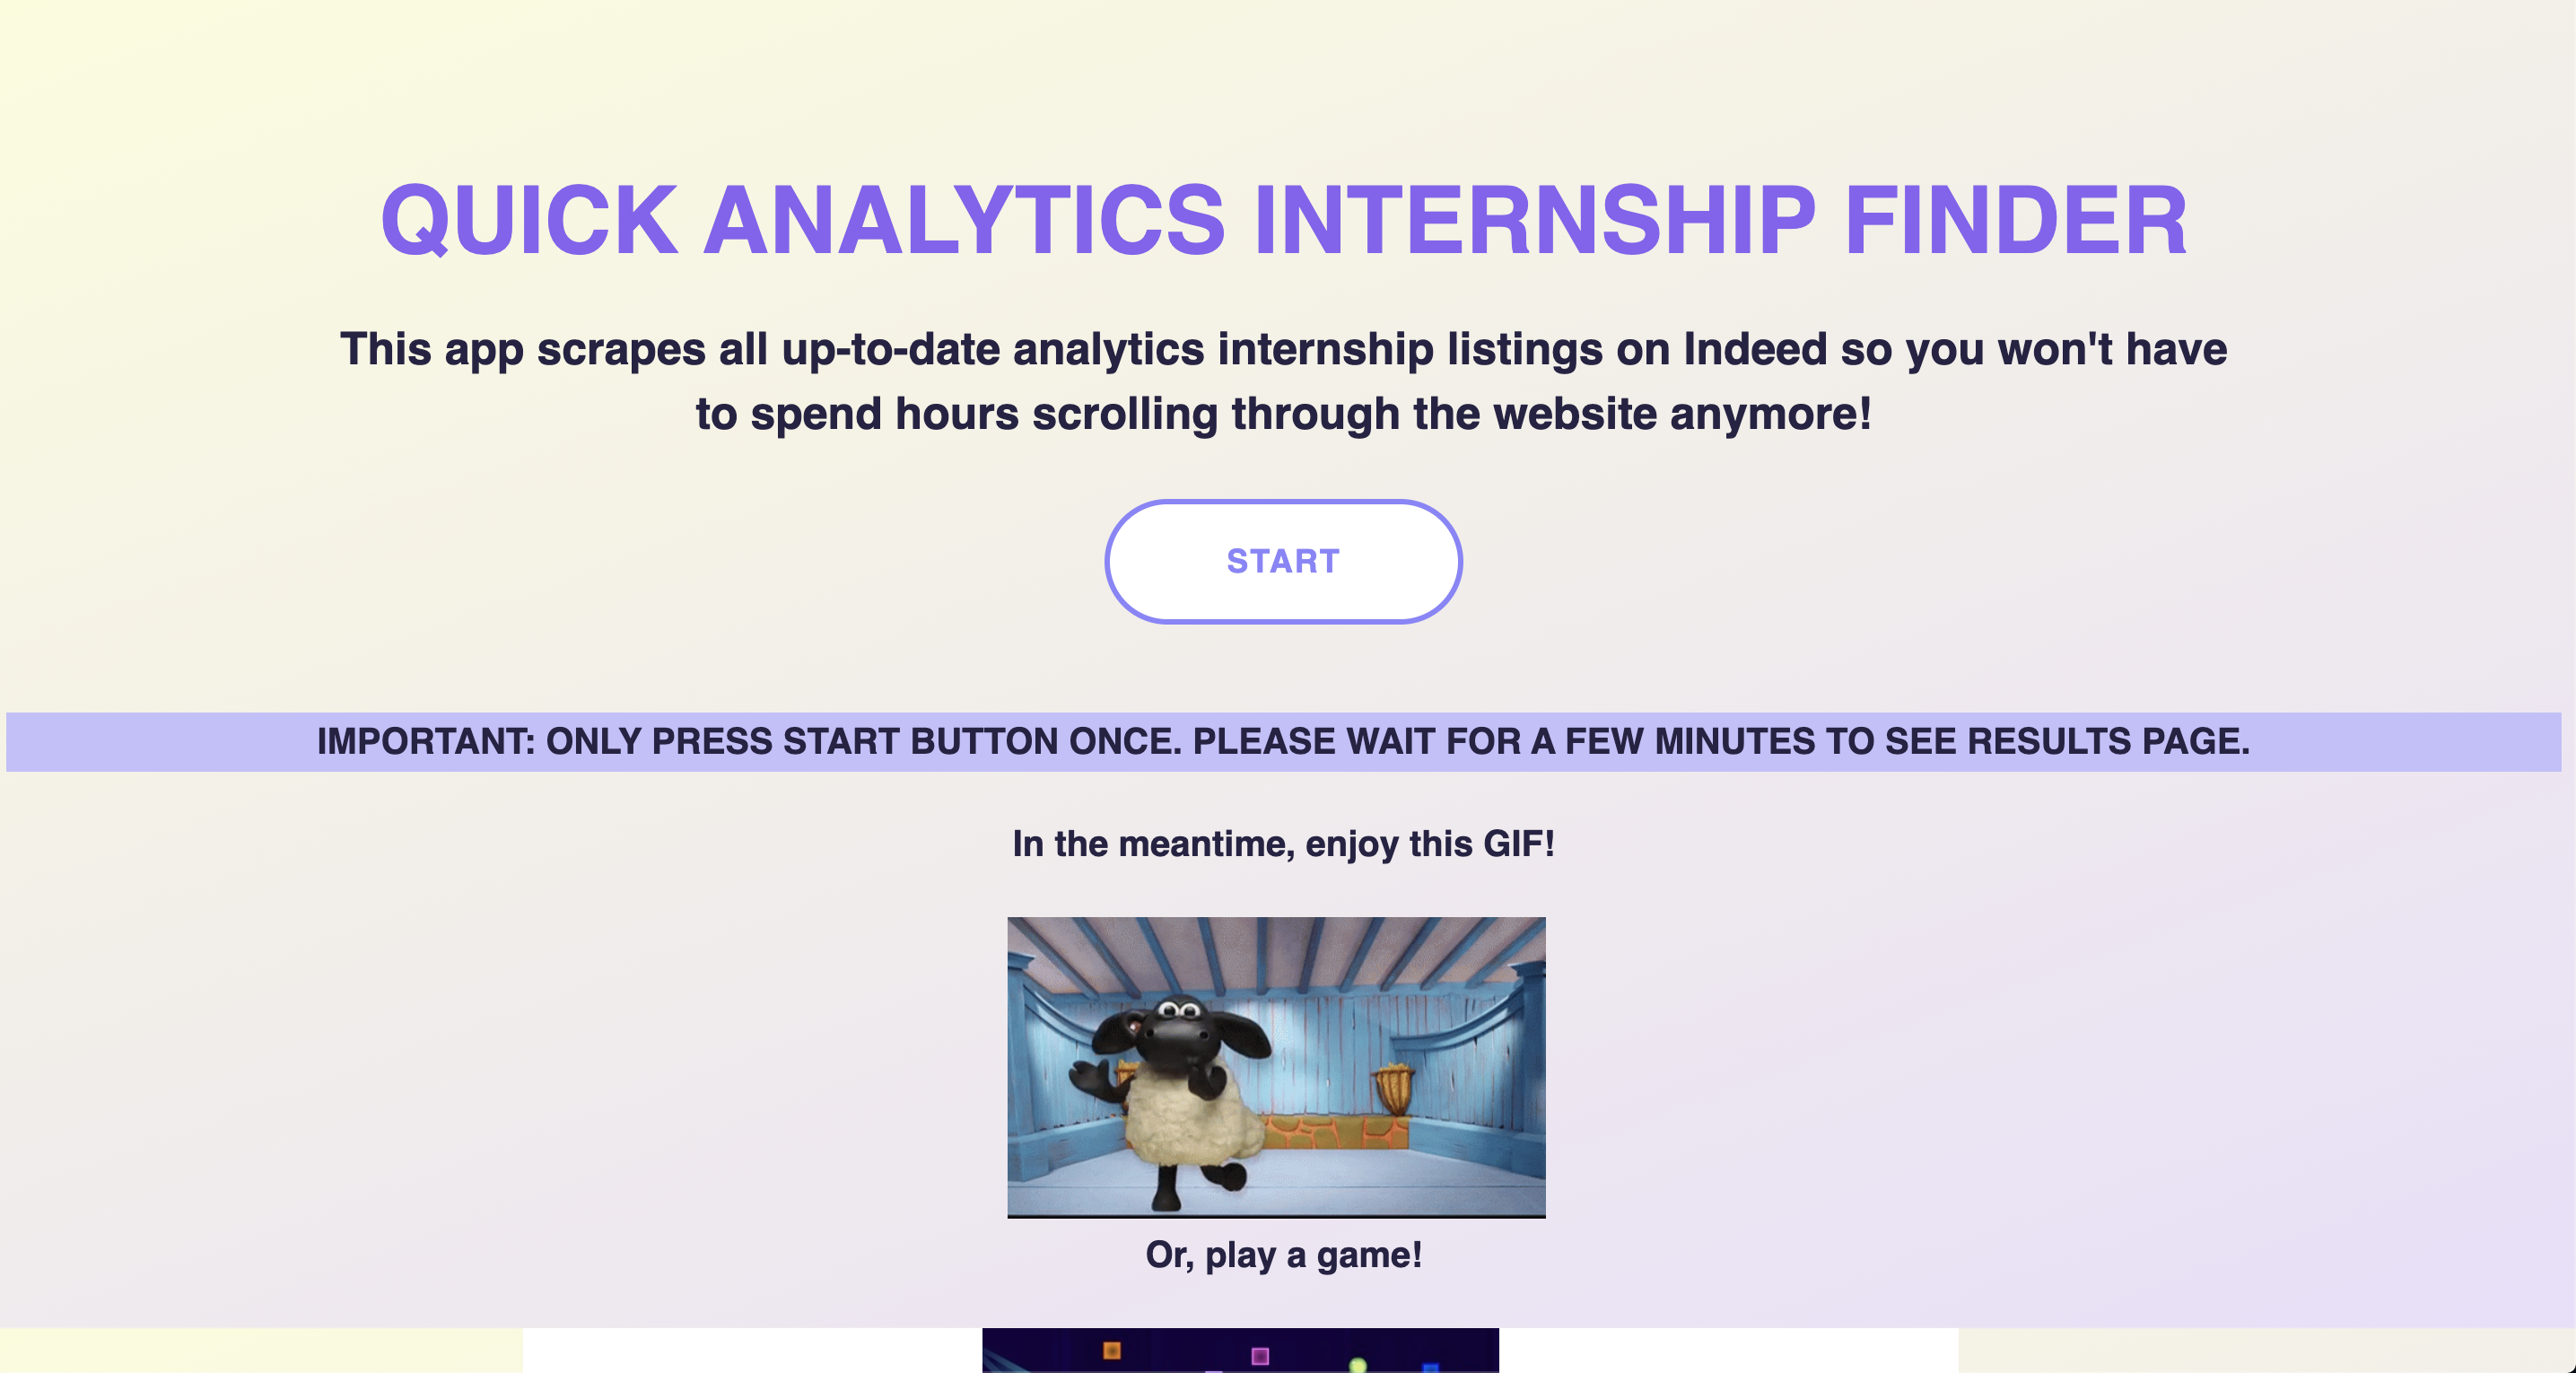 QUICK ANALYTICS INTERNSHIP FINDER
This app scrapes all up-to-date analytics internship listings on Indeed so you won't have
to spend hours scrolling through the website anymore!
START
IMPORTANT: ONLY PRESS START BUTTON ONCE. PLEASE WAIT FOR A FEW MINUTES TO SEE RESULTS PAGE.
In the meantime, enjoy this GIF!
Or, play a game!